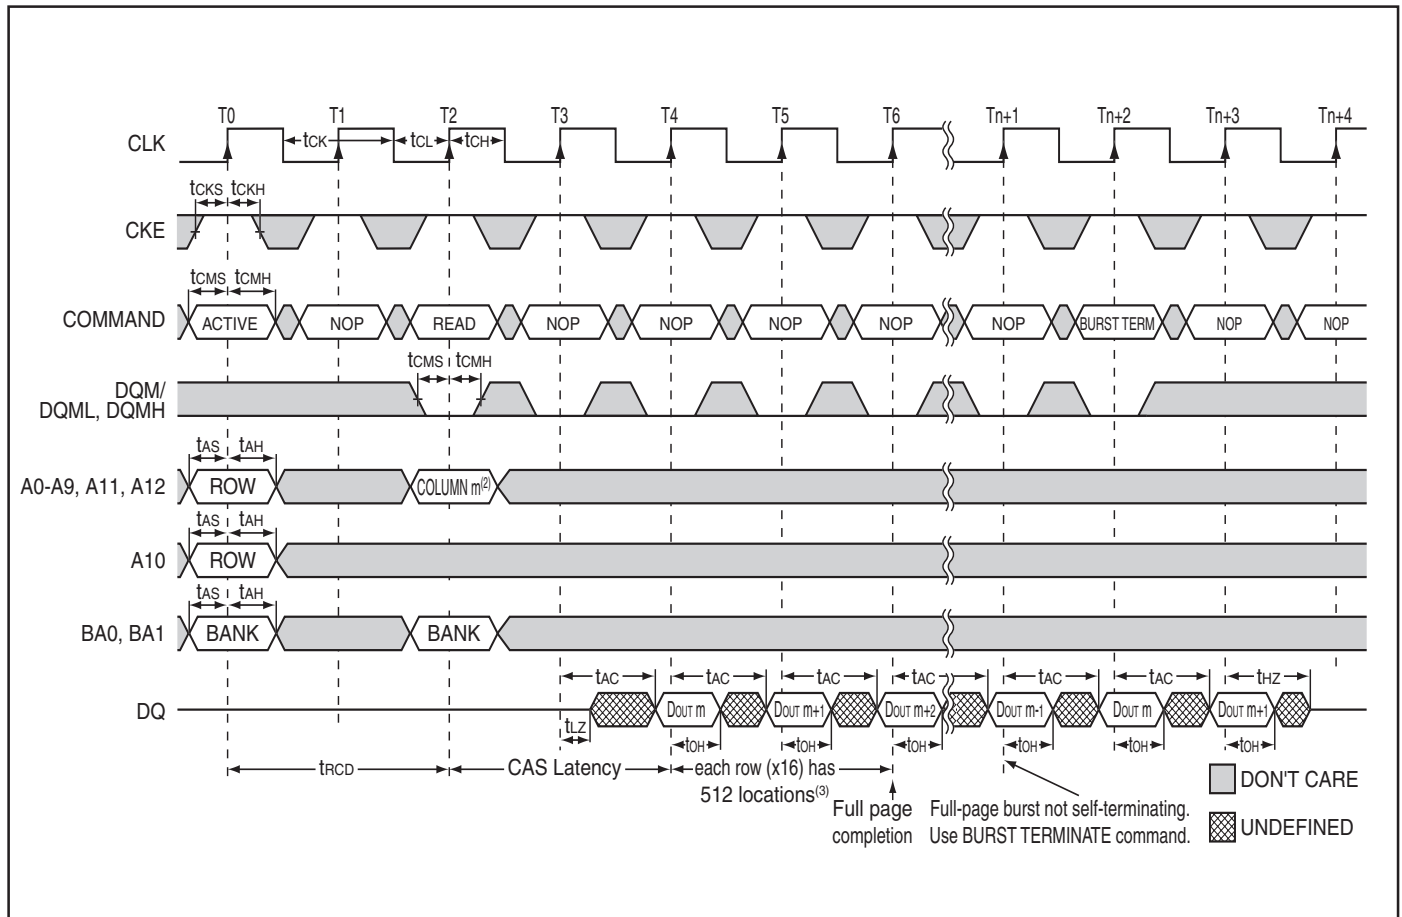 T0 T1 T2 T3 T4 T5 T6 Tn+1 Tn+2 Tn+3 Tn+4
CLK tCK tCL tCH
tCKS tCKH
CKE
tCMS tCMH
COMMAND ACTIVE NOP READ NOP NOP NOP NOP NOP BURST TERM NOP NOP
tCMS tCMH
DQM/
DQML, DQMH
tAS tAH
A0-A9, A11, A12 ROW COLUMN m(2)
tAS tAH
A10 ROW
tAS tAH
BA0, BA1 BANK BANK
tAC tAC tAC tAC tAC tAC tHZ
DQ DOUT m DOUT m+1 DOUT m+2 DOUT m-1 DOUT m DOUT m+1
tLZ tOH tOH tOH tOH tOH tOH
tRCD CAS Latency each row (x16) has
512 locations(3)
Full page
completion
Full-page burst not self-terminating.
Use BURST TERMINATE command.
DON'T CARE
UNDEFINED